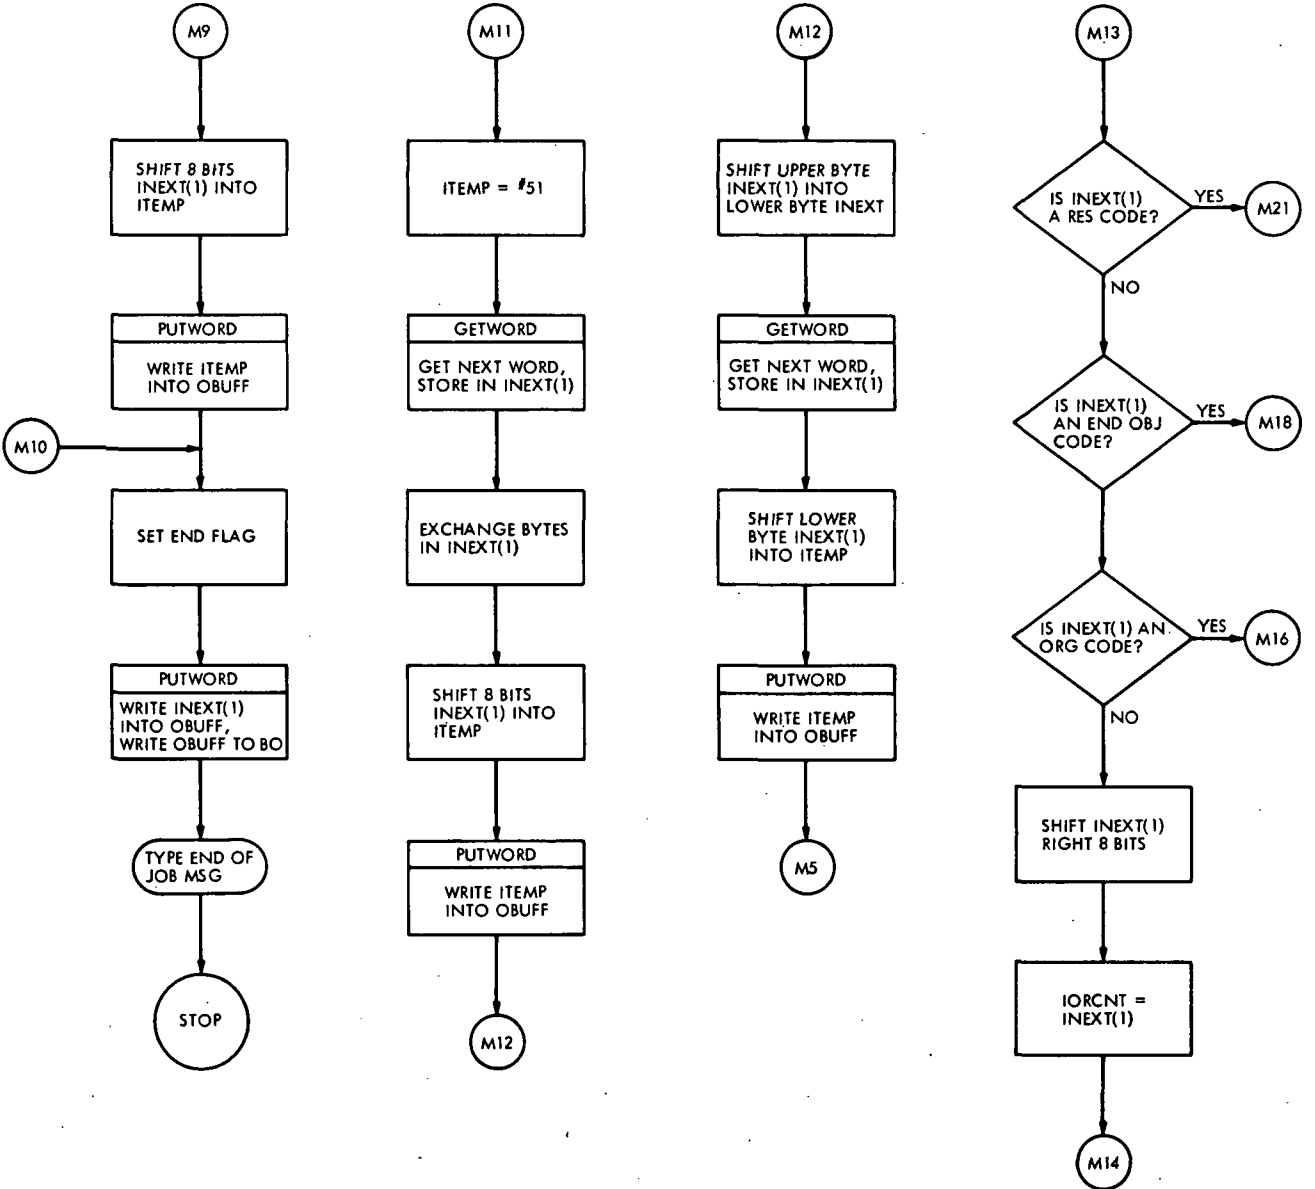 M9
SHIFT 8 BITS
INEXT(1) INTO
ITEMP
PUTWORD
WRITE ITEMP
INTO OBUFF
M10
SET END FLAG
PUTWORD
WRITE INEXT(1)
INTO OBUFF,
WRITE OBUFF TO BO
TYPE END OF
JOB MSG
STOP
M11
ITEMP = #51
GETWORD
GET NEXT WORD,
STORE IN INEXT(1)
EXCHANGE BYTES
IN INEXT(1)
SHIFT 8 BITS
INEXT(1) INTO
ITEMP
PUTWORD
WRITE ITEMP
INTO OBUFF
M12
M12
SHIFT UPPER BYTE
INEXT(1) INTO
LOWER BYTE INEXT
GETWORD
GET NEXT WORD,
STORE IN INEXT(1)
SHIFT LOWER
BYTE INEXT(1)
INTO ITEMP
PUTWORD
WRITE ITEMP
INTO OBUFF
M5
M13
IS INEXT(1)
A RES CODE?
YES
M21
NO
IS INEXT(1)
AN END OBJ
CODE?
YES
M18
IS INEXT(1) AN
ORG CODE?
YES
M16
NO
SHIFT INEXT(1)
RIGHT 8 BITS
IORCNT =
INEXT(1)
M14